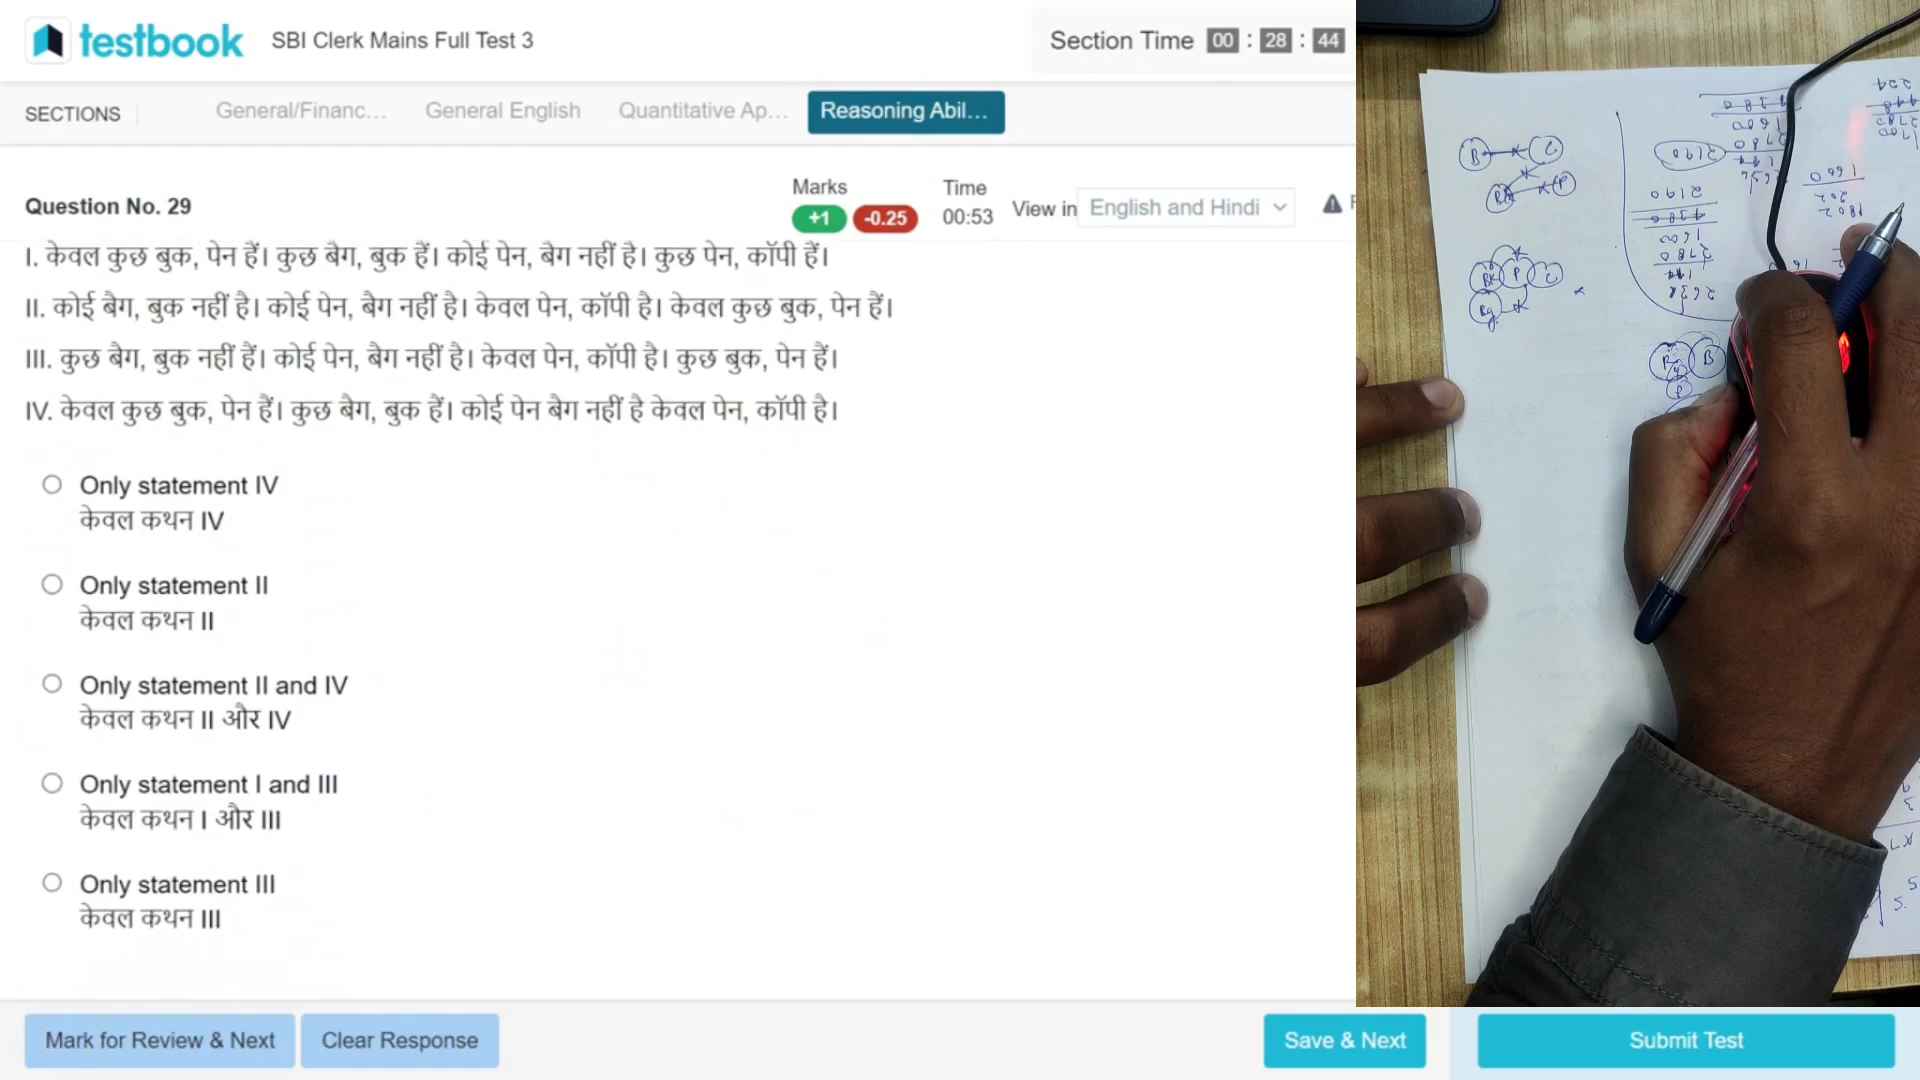 testbook
SBI Clerk Mains Full Test 3
Section Time 00 : 28 : 44
SECTIONS
General/Financ...
General English
Quantitative Ap...
Reasoning Abil...
Question No. 29
Marks
+1 -0.25
Time
00:53
View in English and Hindi
I. केवल कुछ बुक, पेन हैं। कुछ बैग, बुक हैं। कोई पेन, बैग नहीं है। कुछ पेन, कॉपी हैं।
II. कोई बैग, बुक नहीं है। कोई पेन, बैग नहीं है। केवल पेन, कॉपी है। केवल कुछ बुक, पेन हैं।
III. कुछ बैग, बुक नहीं हैं। कोई पेन, बैग नहीं है। केवल पेन, कॉपी है। कुछ बुक, पेन हैं।
IV. केवल कुछ बुक, पेन हैं। कुछ बैग, बुक हैं। कोई पेन बैग नहीं है केवल पेन, कॉपी है।
Only statement IV
केवल कथन IV
Only statement II
केवल कथन II
Only statement II and IV
केवल कथन II और IV
Only statement I and III
केवल कथन I और III
Only statement III
केवल कथन III
Mark for Review & Next
Clear Response
Save & Next
Submit Test